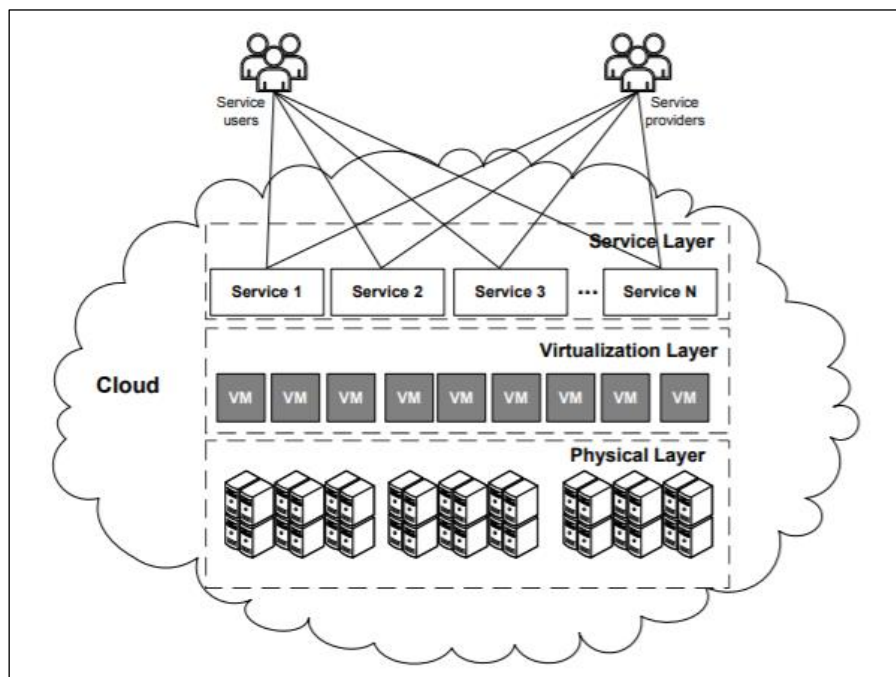 Service
users
Service
providers
Service Layer
Service 1
Service 2
Service 3
...
Service N
Virtualization Layer
Cloud
VM
VM
VM
VM
VM
VM
VM
VM
VM
Physical Layer